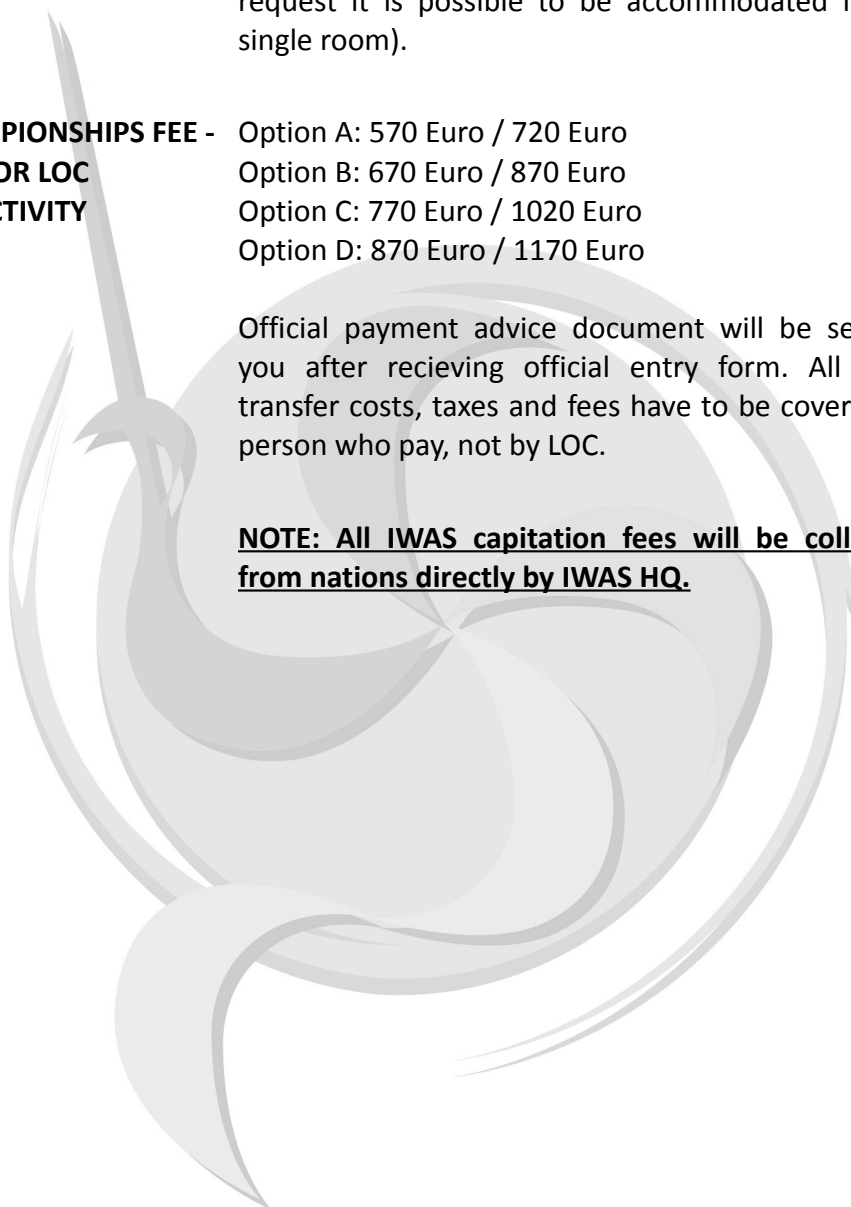 request it is possible to be accommodated
single room).
PIONSHIPS FEE - Option A: 570 Euro / 720 Euro
OR LOC Option B: 670 Euro / 870 Euro
CTIVITY Option C: 770 Euro / 1020 Euro
Option D: 870 Euro / 1170 Euro
Official payment advice document will be se
you after recieving official entry form. All
transfer costs, taxes and fees have to be cover
person who pay, not by LOC.
NOTE: All IWAS capitation fees will be coll
from nations directly by IWAS HQ.